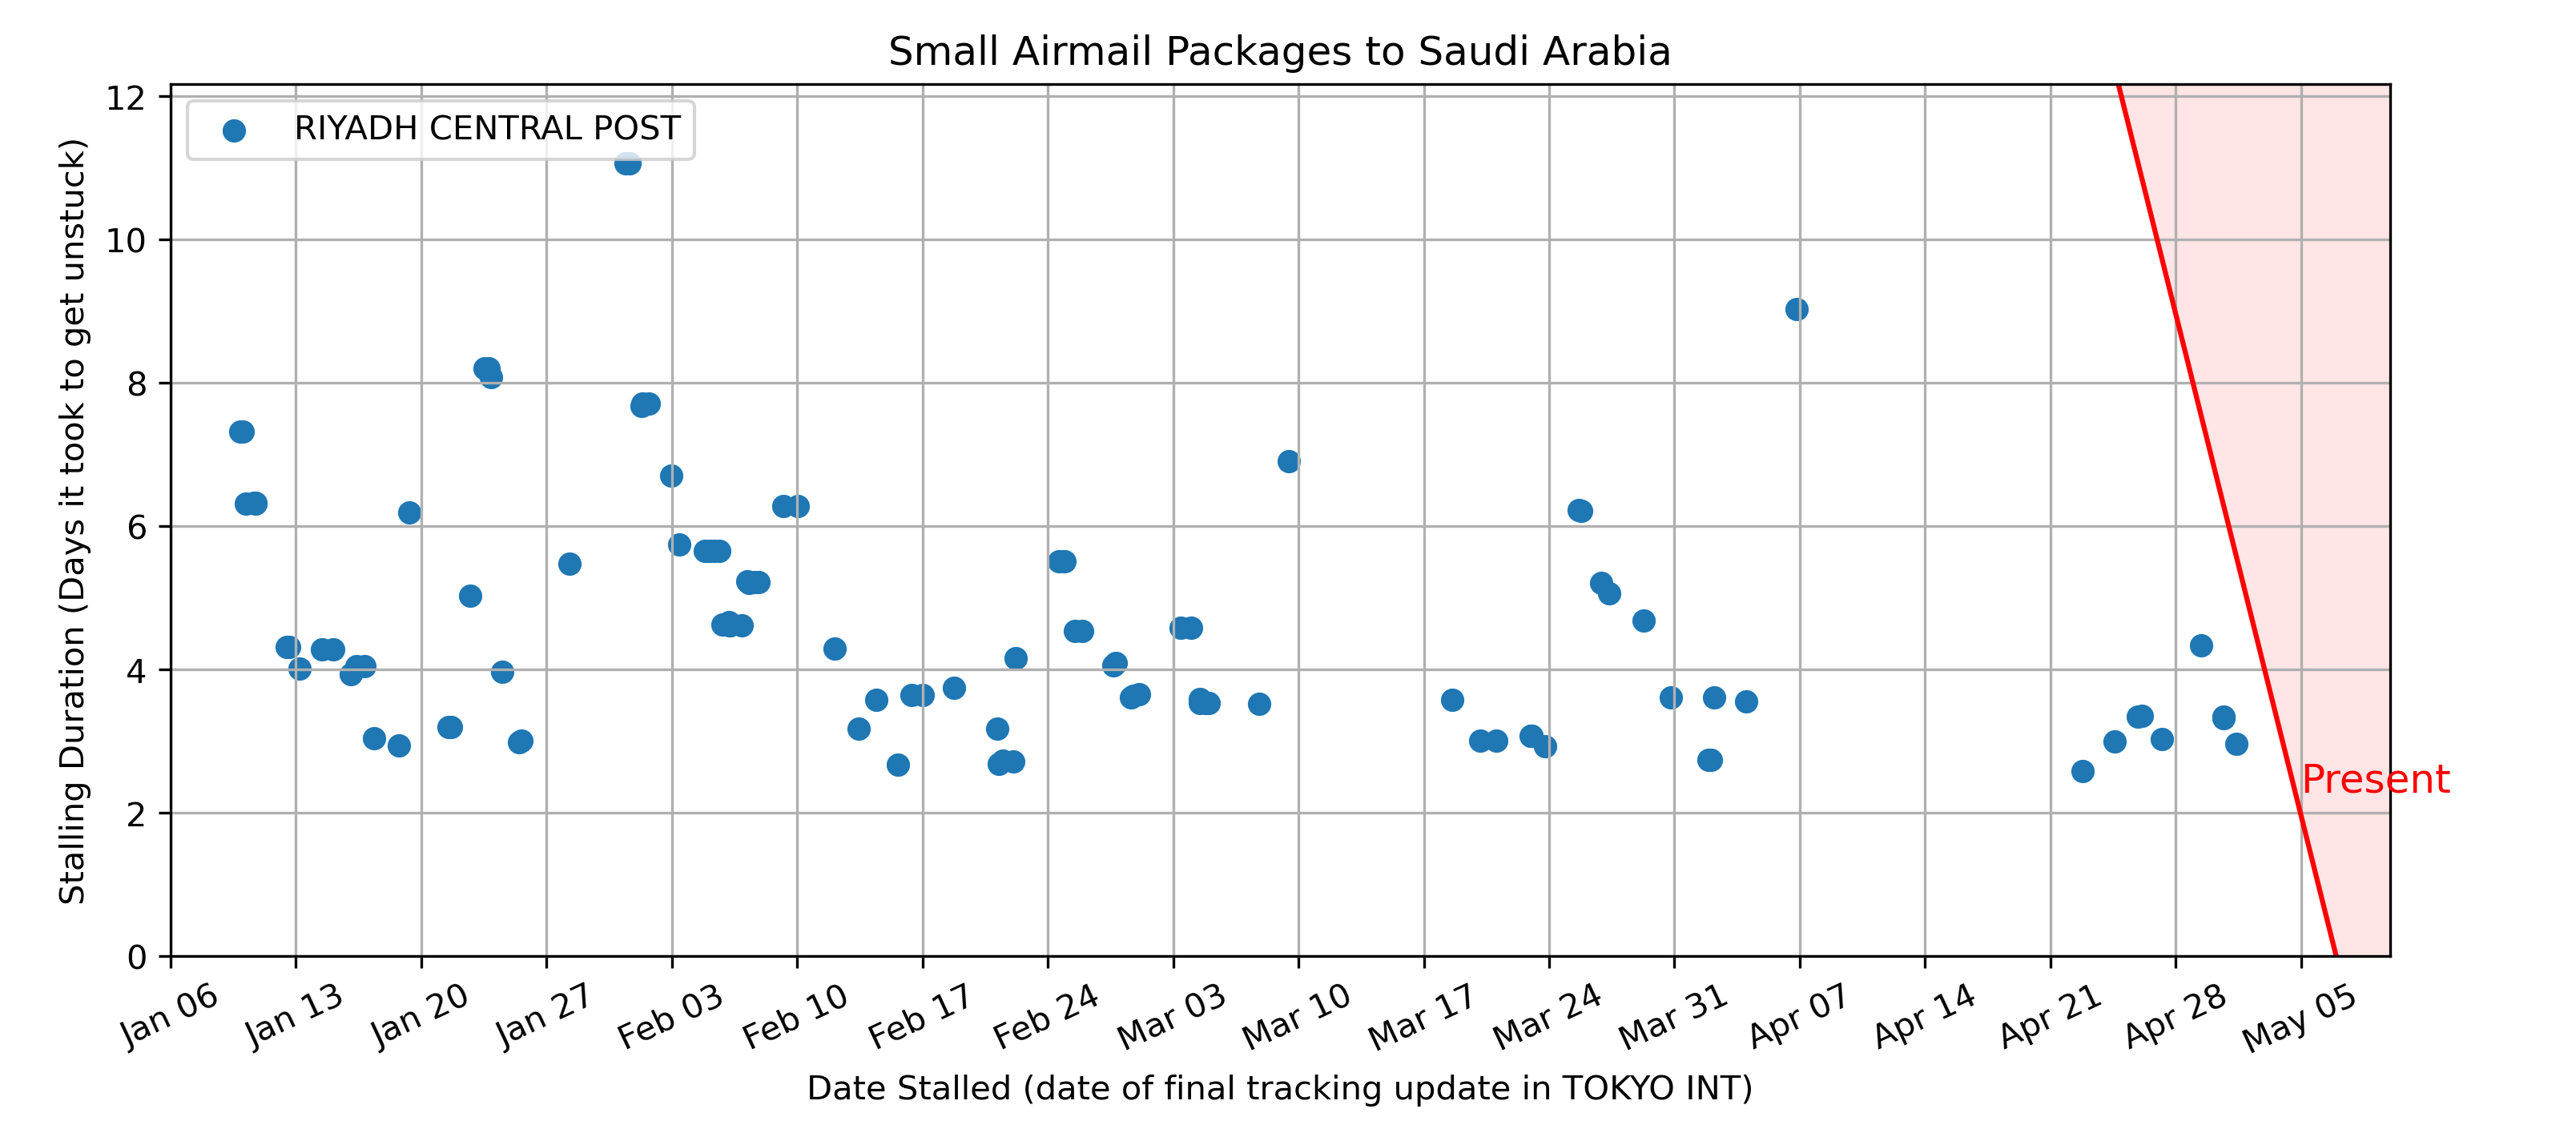 Small Airmail Packages to Saudi Arabia
RIYADH CENTRAL POST
Stalling Duration (Days it took to get unstuck)
12
10
8
6
4
2
0
Present
Jan 06 Jan 13 Jan 20 Jan 27 Feb 03 Feb 10 Feb 17 Feb 24 Mar 03 Mar 10 Mar 17 Mar 24 Mar 31 Apr 07 Apr 14 Apr 21 Apr 28 May 05
Date Stalled (date of final tracking update in TOKYO INT)